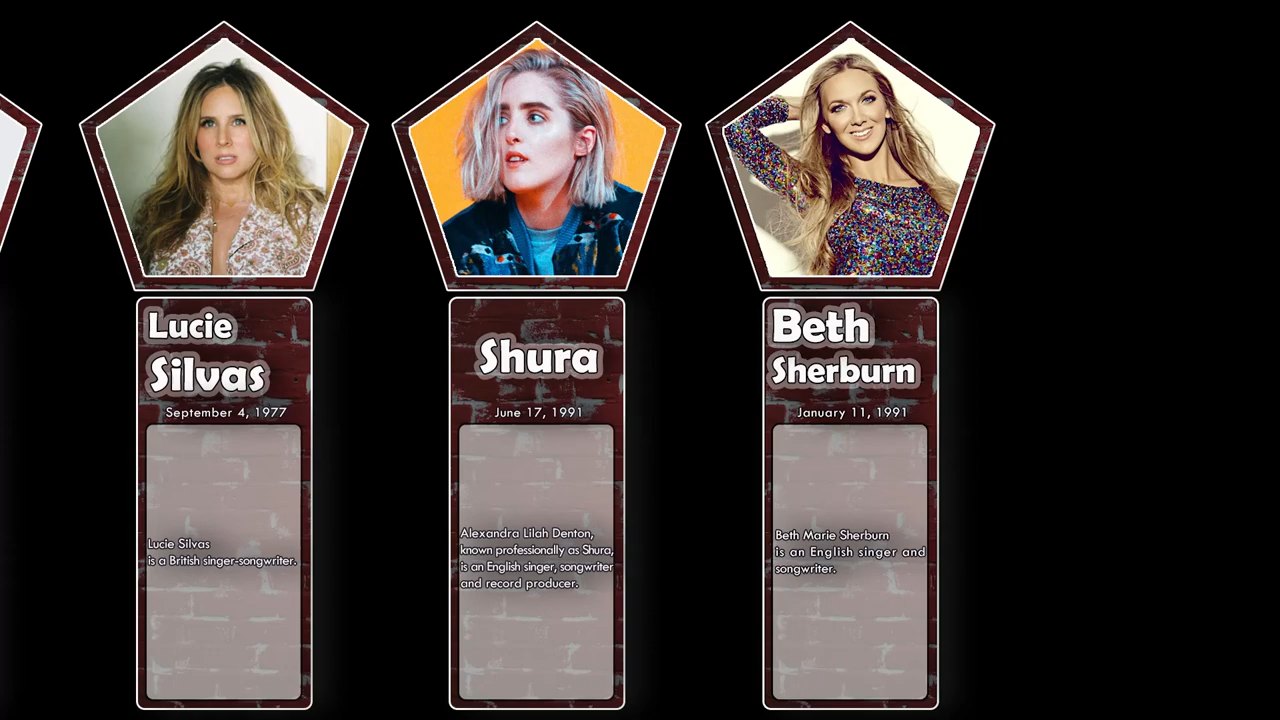 Lucie
Silvas
September 4, 1977
Lucie Silvas
is a British singer-songwriter.
Shura
June 17, 1991
Alexandra Lilah Denton,
known professionally as Shura,
is an English singer, songwriter
and record producer.
Beth
Sherburn
January 11, 1991
Beth Marie Sherburn
is an English singer and
songwriter.